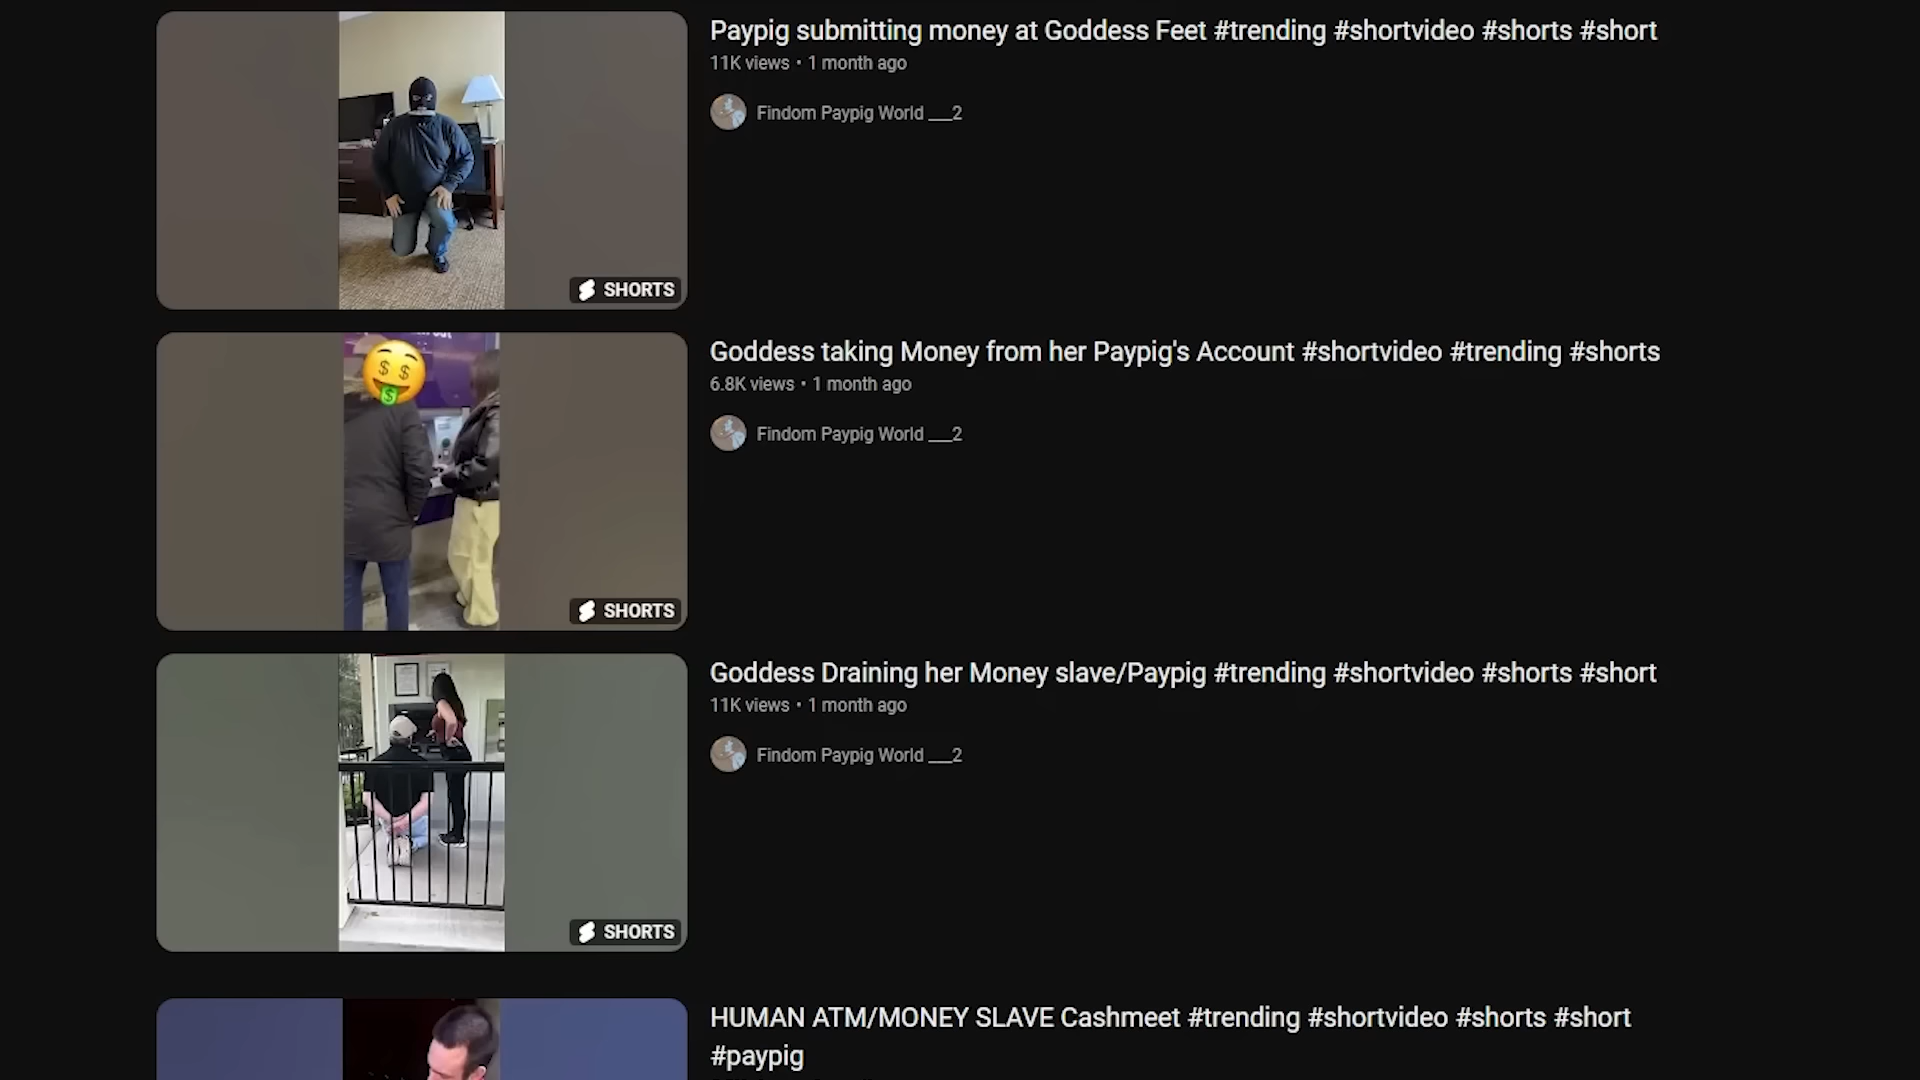 Paypig submitting money at Goddess Feet #trending #shortvideo #shorts #short
11K views • 1 month ago
Findom Paypig World ___2
SHORTS
Goddess taking Money from her Paypig's Account #shortvideo #trending #shorts
6.8K views • 1 month ago
Findom Paypig World ___2
SHORTS
Goddess Draining her Money slave/Paypig #trending #shortvideo #shorts #short
11K views • 1 month ago
Findom Paypig World ___2
SHORTS
HUMAN ATM/MONEY SLAVE Cashmeet #trending #shortvideo #shorts #short
#paypig